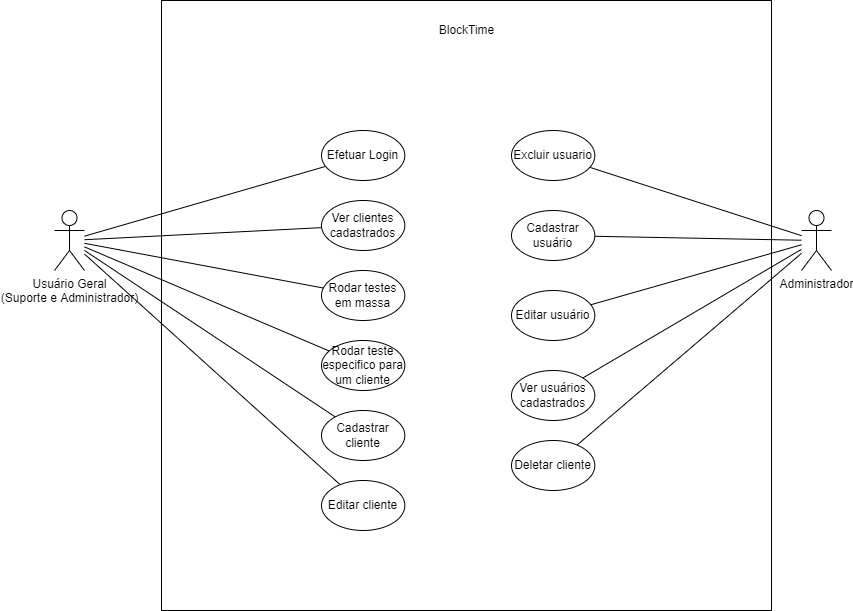 BlockTime
Efetuar Login
Ver clientes
cadastrados
Rodar testes
em massa
Rodar teste
especifico para
um cliente
Cadastrar
cliente
Editar cliente
Excluir usuario
Cadastrar
usuário
Editar usuário
Ver usuários
cadastrados
Deletar cliente
Usuário Geral
(Suporte e Administrador)
Administrador